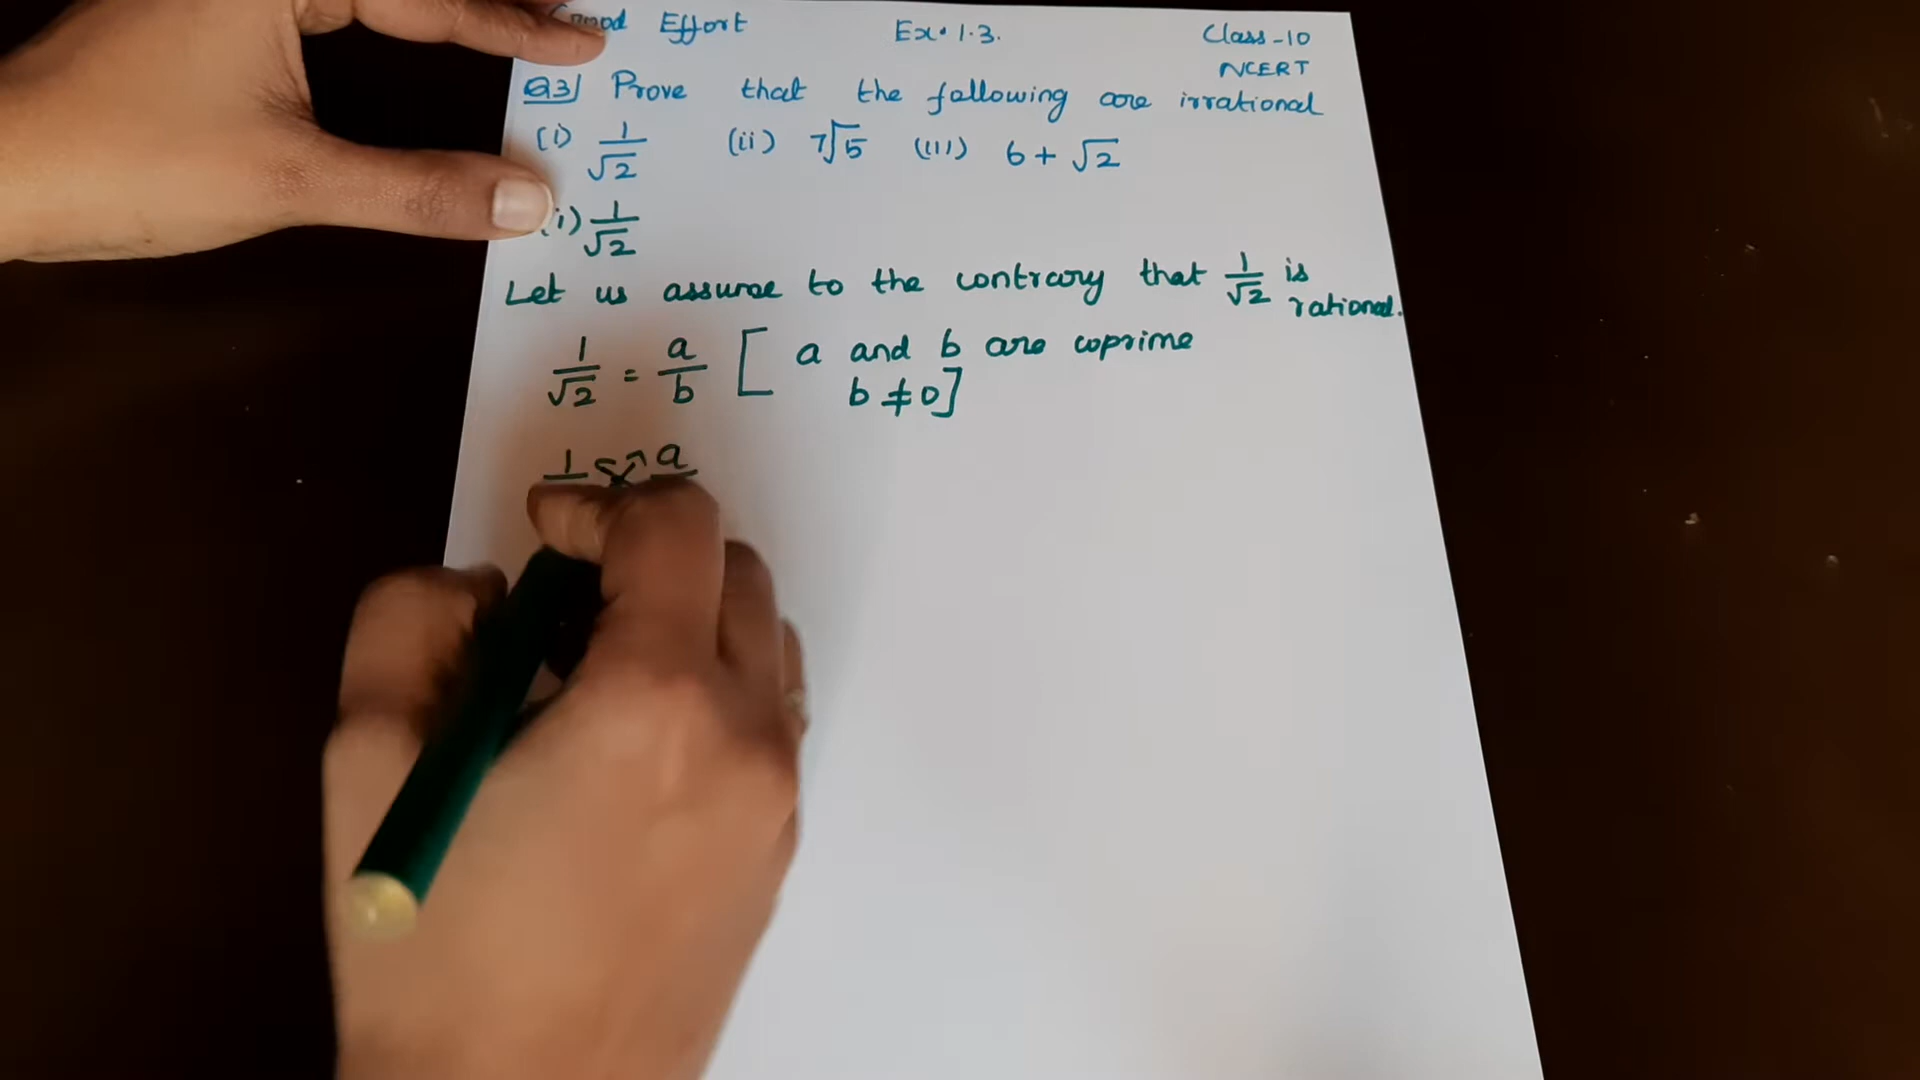 Good Effort Ex. 1.3. Class-10
NCERT
Q3) Prove that the following are irrational
(i) 1/√2 (ii) 7√5 (iii) 6 + √2
(i) 1/√2
Let us assume to the contrary that 1/√2 is
rational.
1/√2 = a/b [ a and b are coprime
b ≠ 0]
1 a